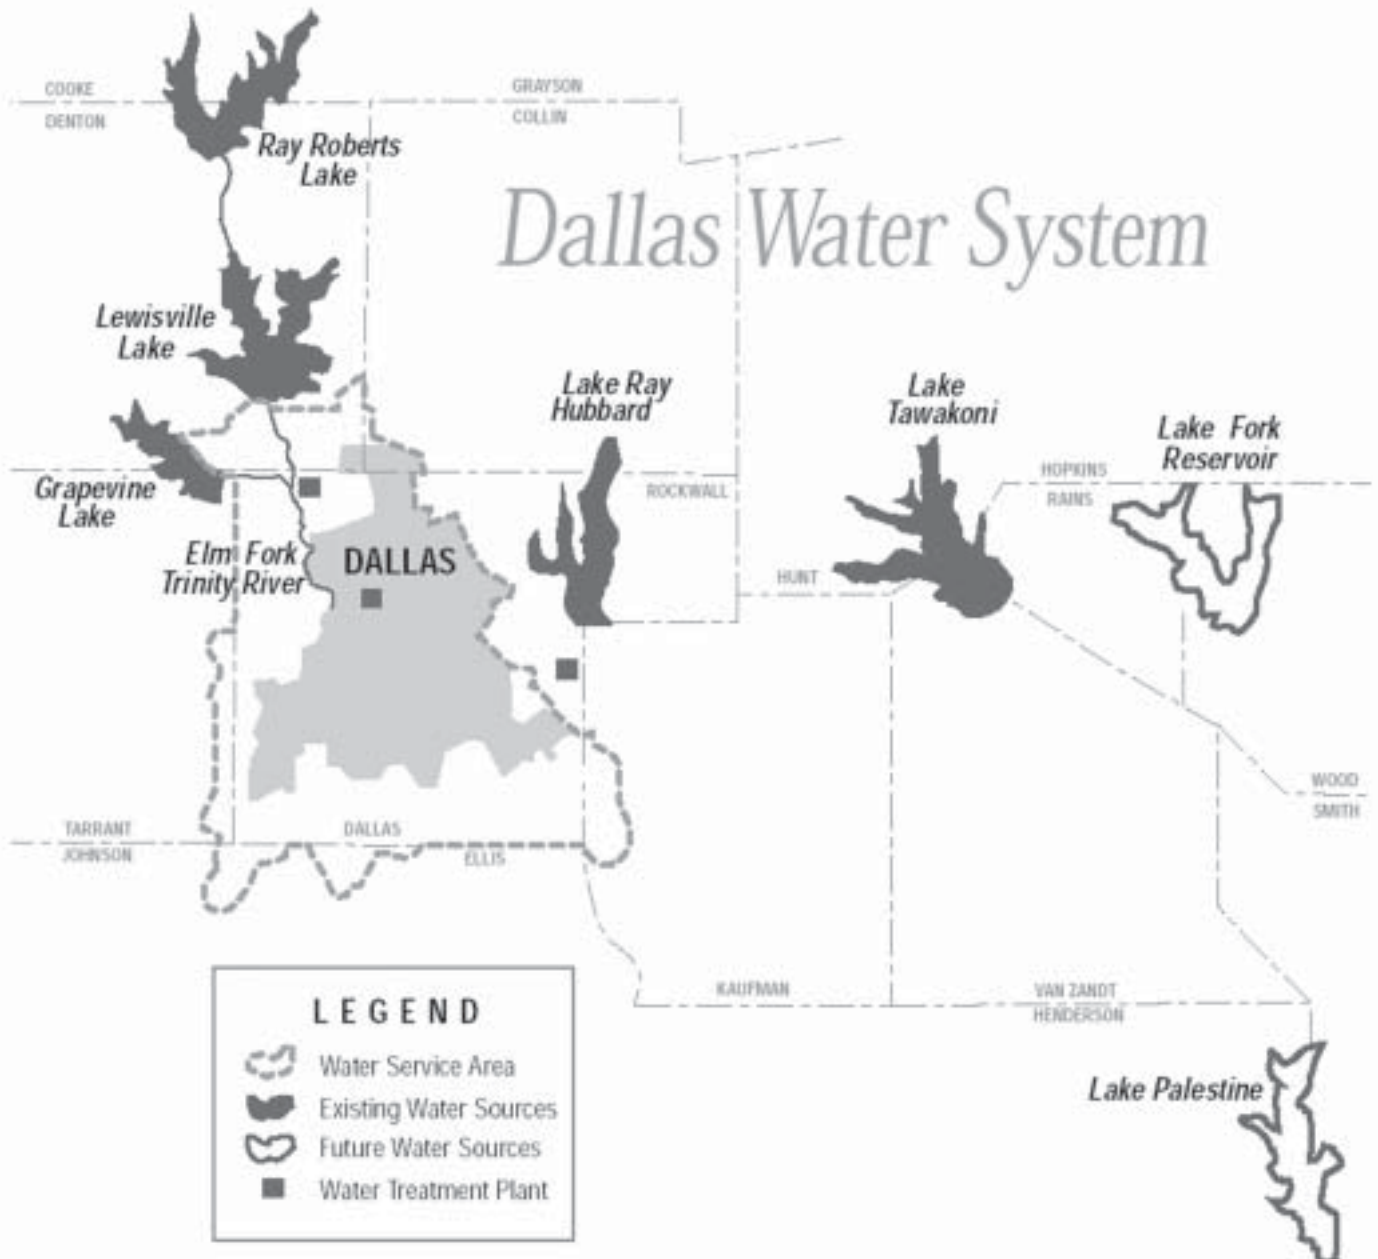 COOKE
GRAYSON
DENTON
COLLIN
Ray Roberts
Lake
Dallas Water System
Lewisville
Lake
Lake Ray
Hubbard
Lake
Tawakoni
Lake Fork
Reservoir
Grapevine
Lake
HOPKINS
RAINS
ROCKWALL
Elm Fork
Trinity River
DALLAS
HUNT
WOOD
SMITH
TARRANT
JOHNSON
DALLAS
ELLIS
KAUFMAN
VAN ZANDT
HENDERSON
Lake Palestine
LEGEND
Water Service Area
Existing Water Sources
Future Water Sources
Water Treatment Plant